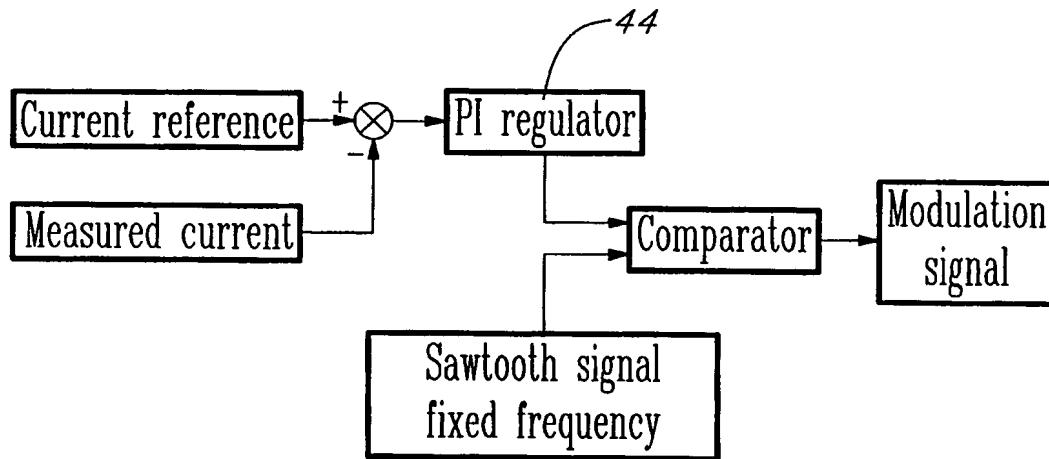 44
Current reference
+
PI regulator
-
Measured current
Comparator
Modulation
signal
Sawtooth signal
fixed frequency